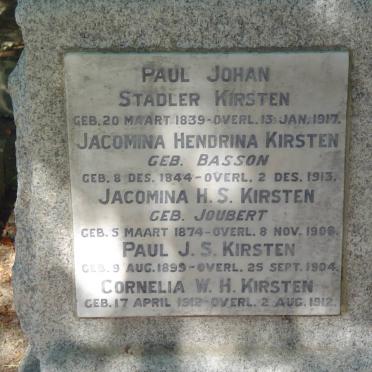 PAUL JOHAN
STADLER KIRSTEN
GEB. 20 MAART 1839-OVERL. 13 JAN. 1917.
JACOMINA HENDRINA KIRSTEN
GEB. BASSON
GEB. 8 DES. 1844-OVERL. 2 DES. 1913.
JACOMINA H. S. KIRSTEN
GEB. JOUBERT
GEB. 5 MAART 1874-OVERL. 8 NOV. 1908.
PAUL J. S. KIRSTEN
GEB. 9 AUG. 1899-OVERL. 25 SEPT. 1904.
CORNELIA W. H. KIRSTEN
GEB. 17 APRIL 1912-OVERL. 2 AUG. 1912.